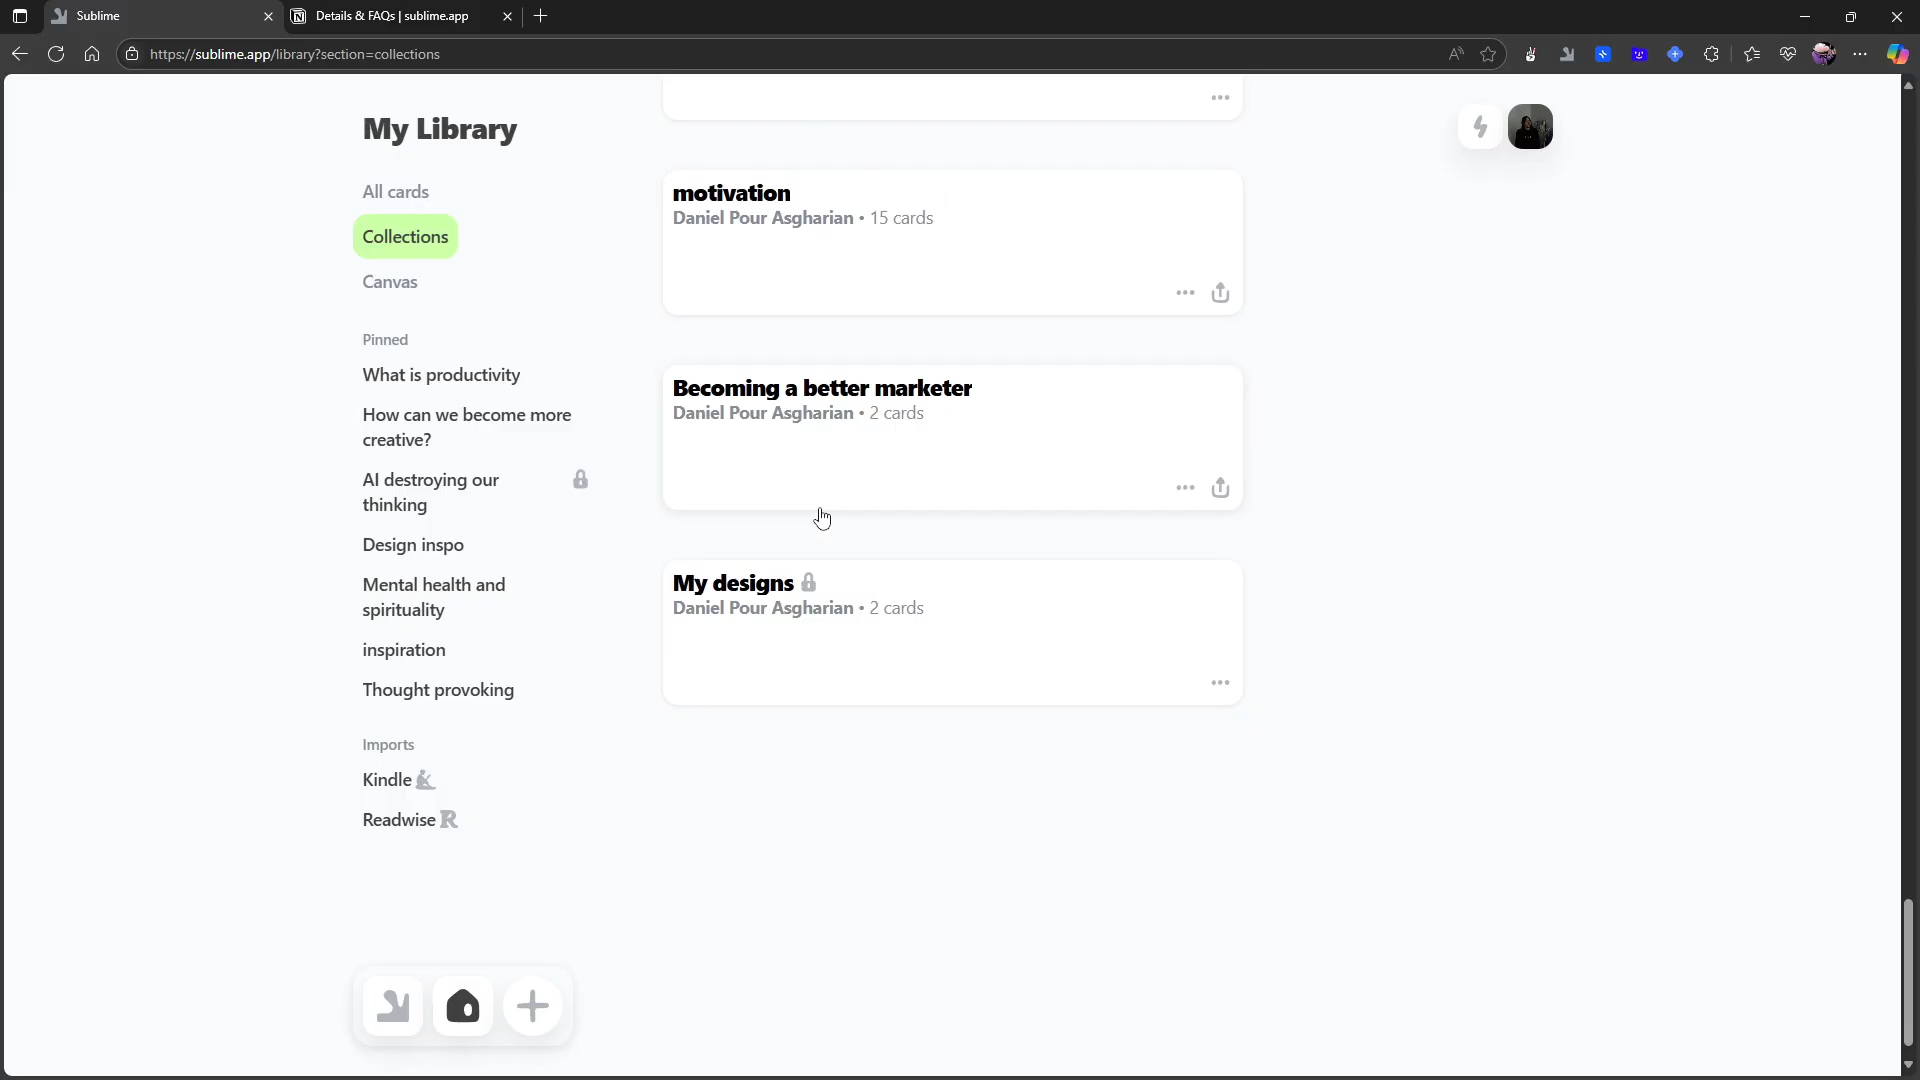 Sublime
Details & FAQs | sublime.app
https://sublime.app/library?section=collections
My Library
All cards
Collections
Canvas
Pinned
What is productivity
How can we become more
creative?
AI destroying our
thinking
Design inspo
Mental health and
spirituality
inspiration
Thought provoking
Imports
Kindle
Readwise R
motivation
Daniel Pour Asgharian • 15 cards
Becoming a better marketer
Daniel Pour Asgharian • 2 cards
My designs
Daniel Pour Asgharian • 2 cards